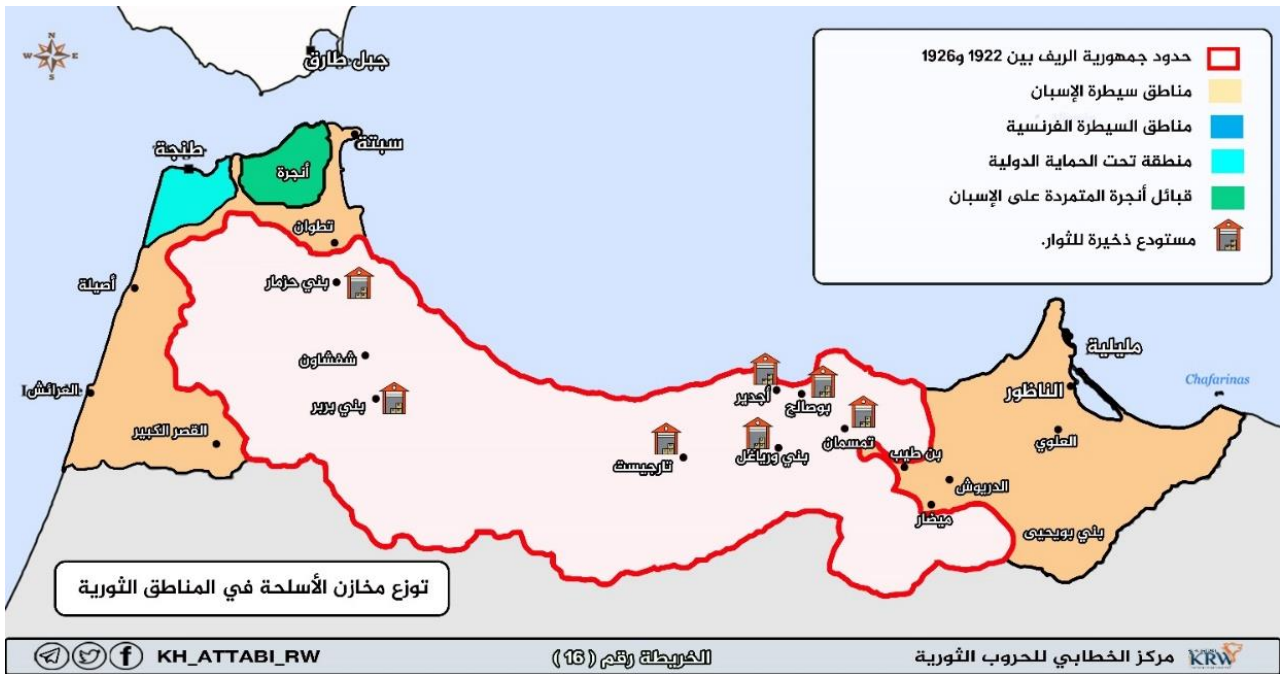 N
W E
S
جبل طارق
حدود جمهورية الريف بين 1922 و1926
مناطق سيطرة الإسبان
مناطق السيطرة الفرنسية
منطقة تحت الحماية الدولية
قبائل أنجرة المتمردة على الإسبان
مستودع ذخيرة للثوار.
سبتة
طنجة
أنجرة
تطوان
أصيلة
بني حزمار
شفشاون
بني برير
العرائش
القصر الكبير
مليلية
Chafarinas
الناظور
العلوي
أجدير
بوصالح
تمسمان
بني ورياغل
تارجيست
بن طيب
الدريوش
ميضار
بني بويحيى
توزع مخازن الأسلحة في المناطق الثورية
مركز الخطابي للحروب الثورية
KRW
الخريطة رقم (16)
KH_ATTABI_RW